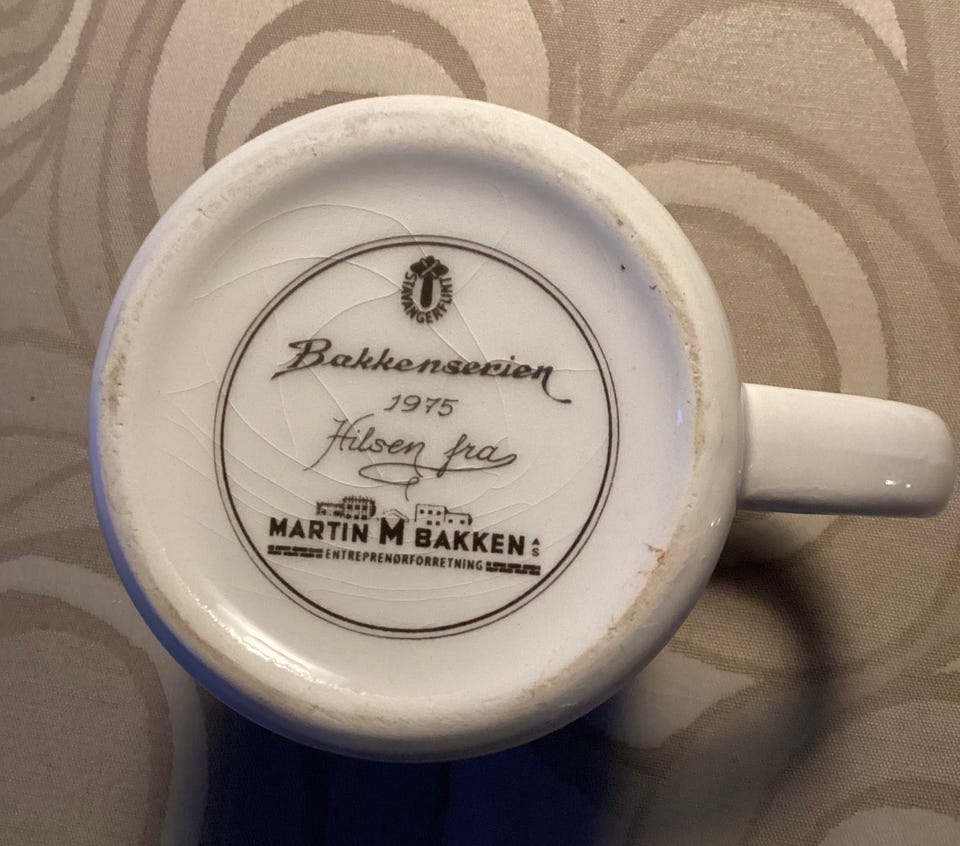 STAVANGERFLINT
Bakkenserien
1975
Hilsen fra
MARTIN M BAKKEN AS
ENTREPRENØRFORRETNING